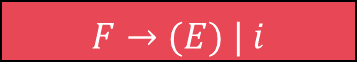 F → (E) | i